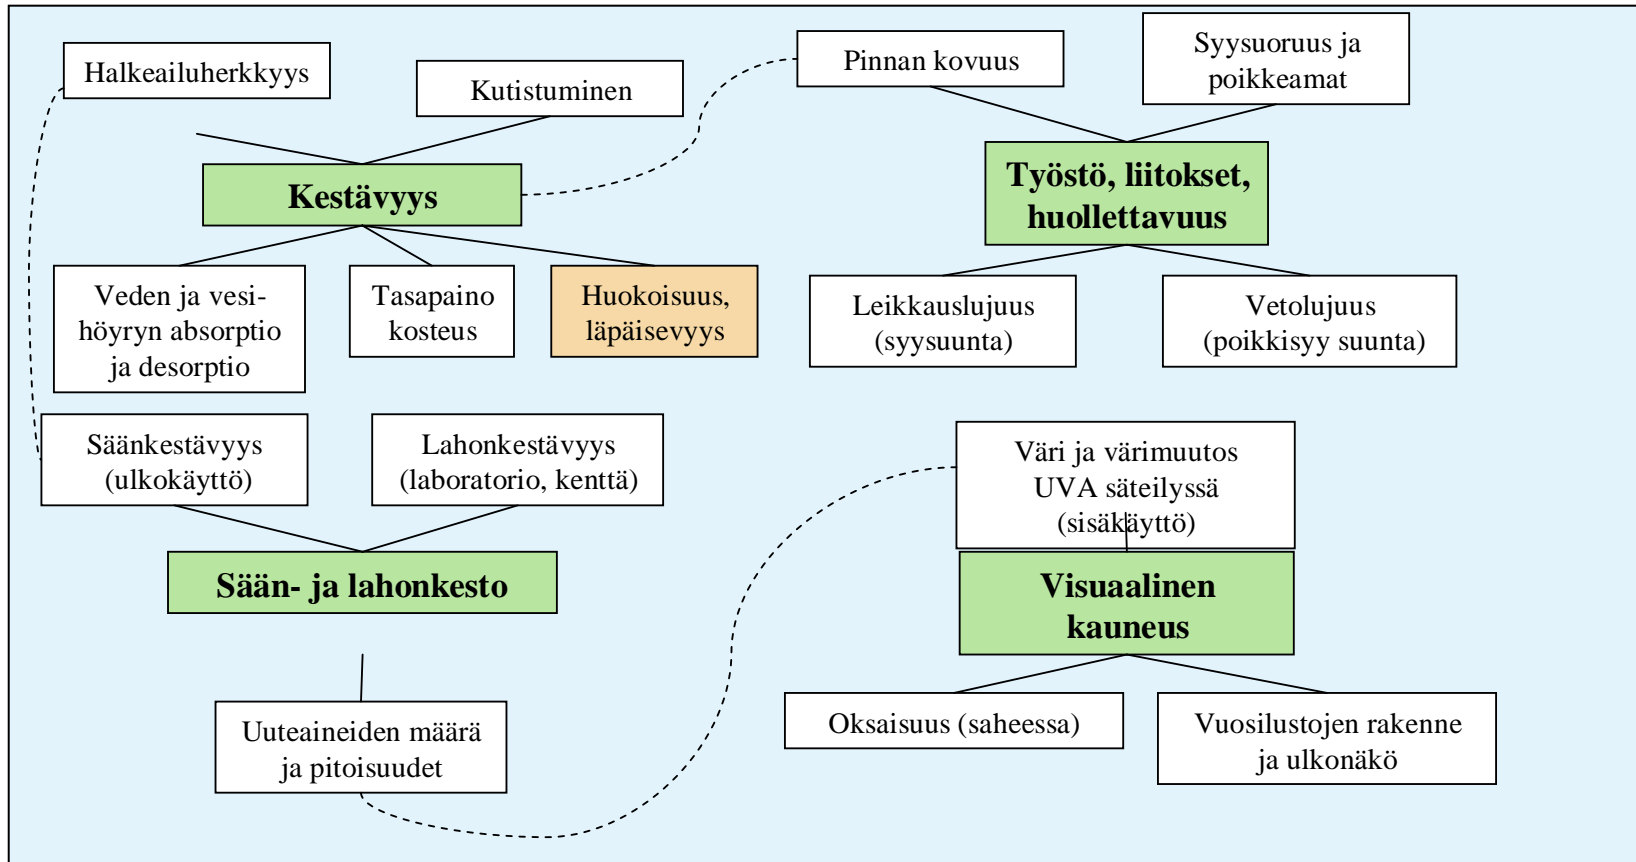 Halkeailuherkkyys
Kutistuminen
Kestävyys
Veden ja vesi-
höyryn absorptio
ja desorptio
Tasapaino
kosteus
Huokoisuus,
läpäisevyys
Pinnan kovuus
Syysuoruus ja
poikkeamat
Työstö, liitokset,
huollettavuus
Leikkauslujuus
(syysuunta)
Vetolujuus
(poikkisyy suunta)
Säänkestävyys
(ulkokäyttö)
Lahonkestävyys
(laboratorio, kenttä)
Sään- ja lahonkesto
Uuteaineiden määrä
ja pitoisuudet
Väri ja värimuutos
UVA säteilyssä
(sisäkäyttö)
Visuaalinen
kauneus
Oksaisuus (saheessa)
Vuosilustojen rakenne
ja ulkonäkö